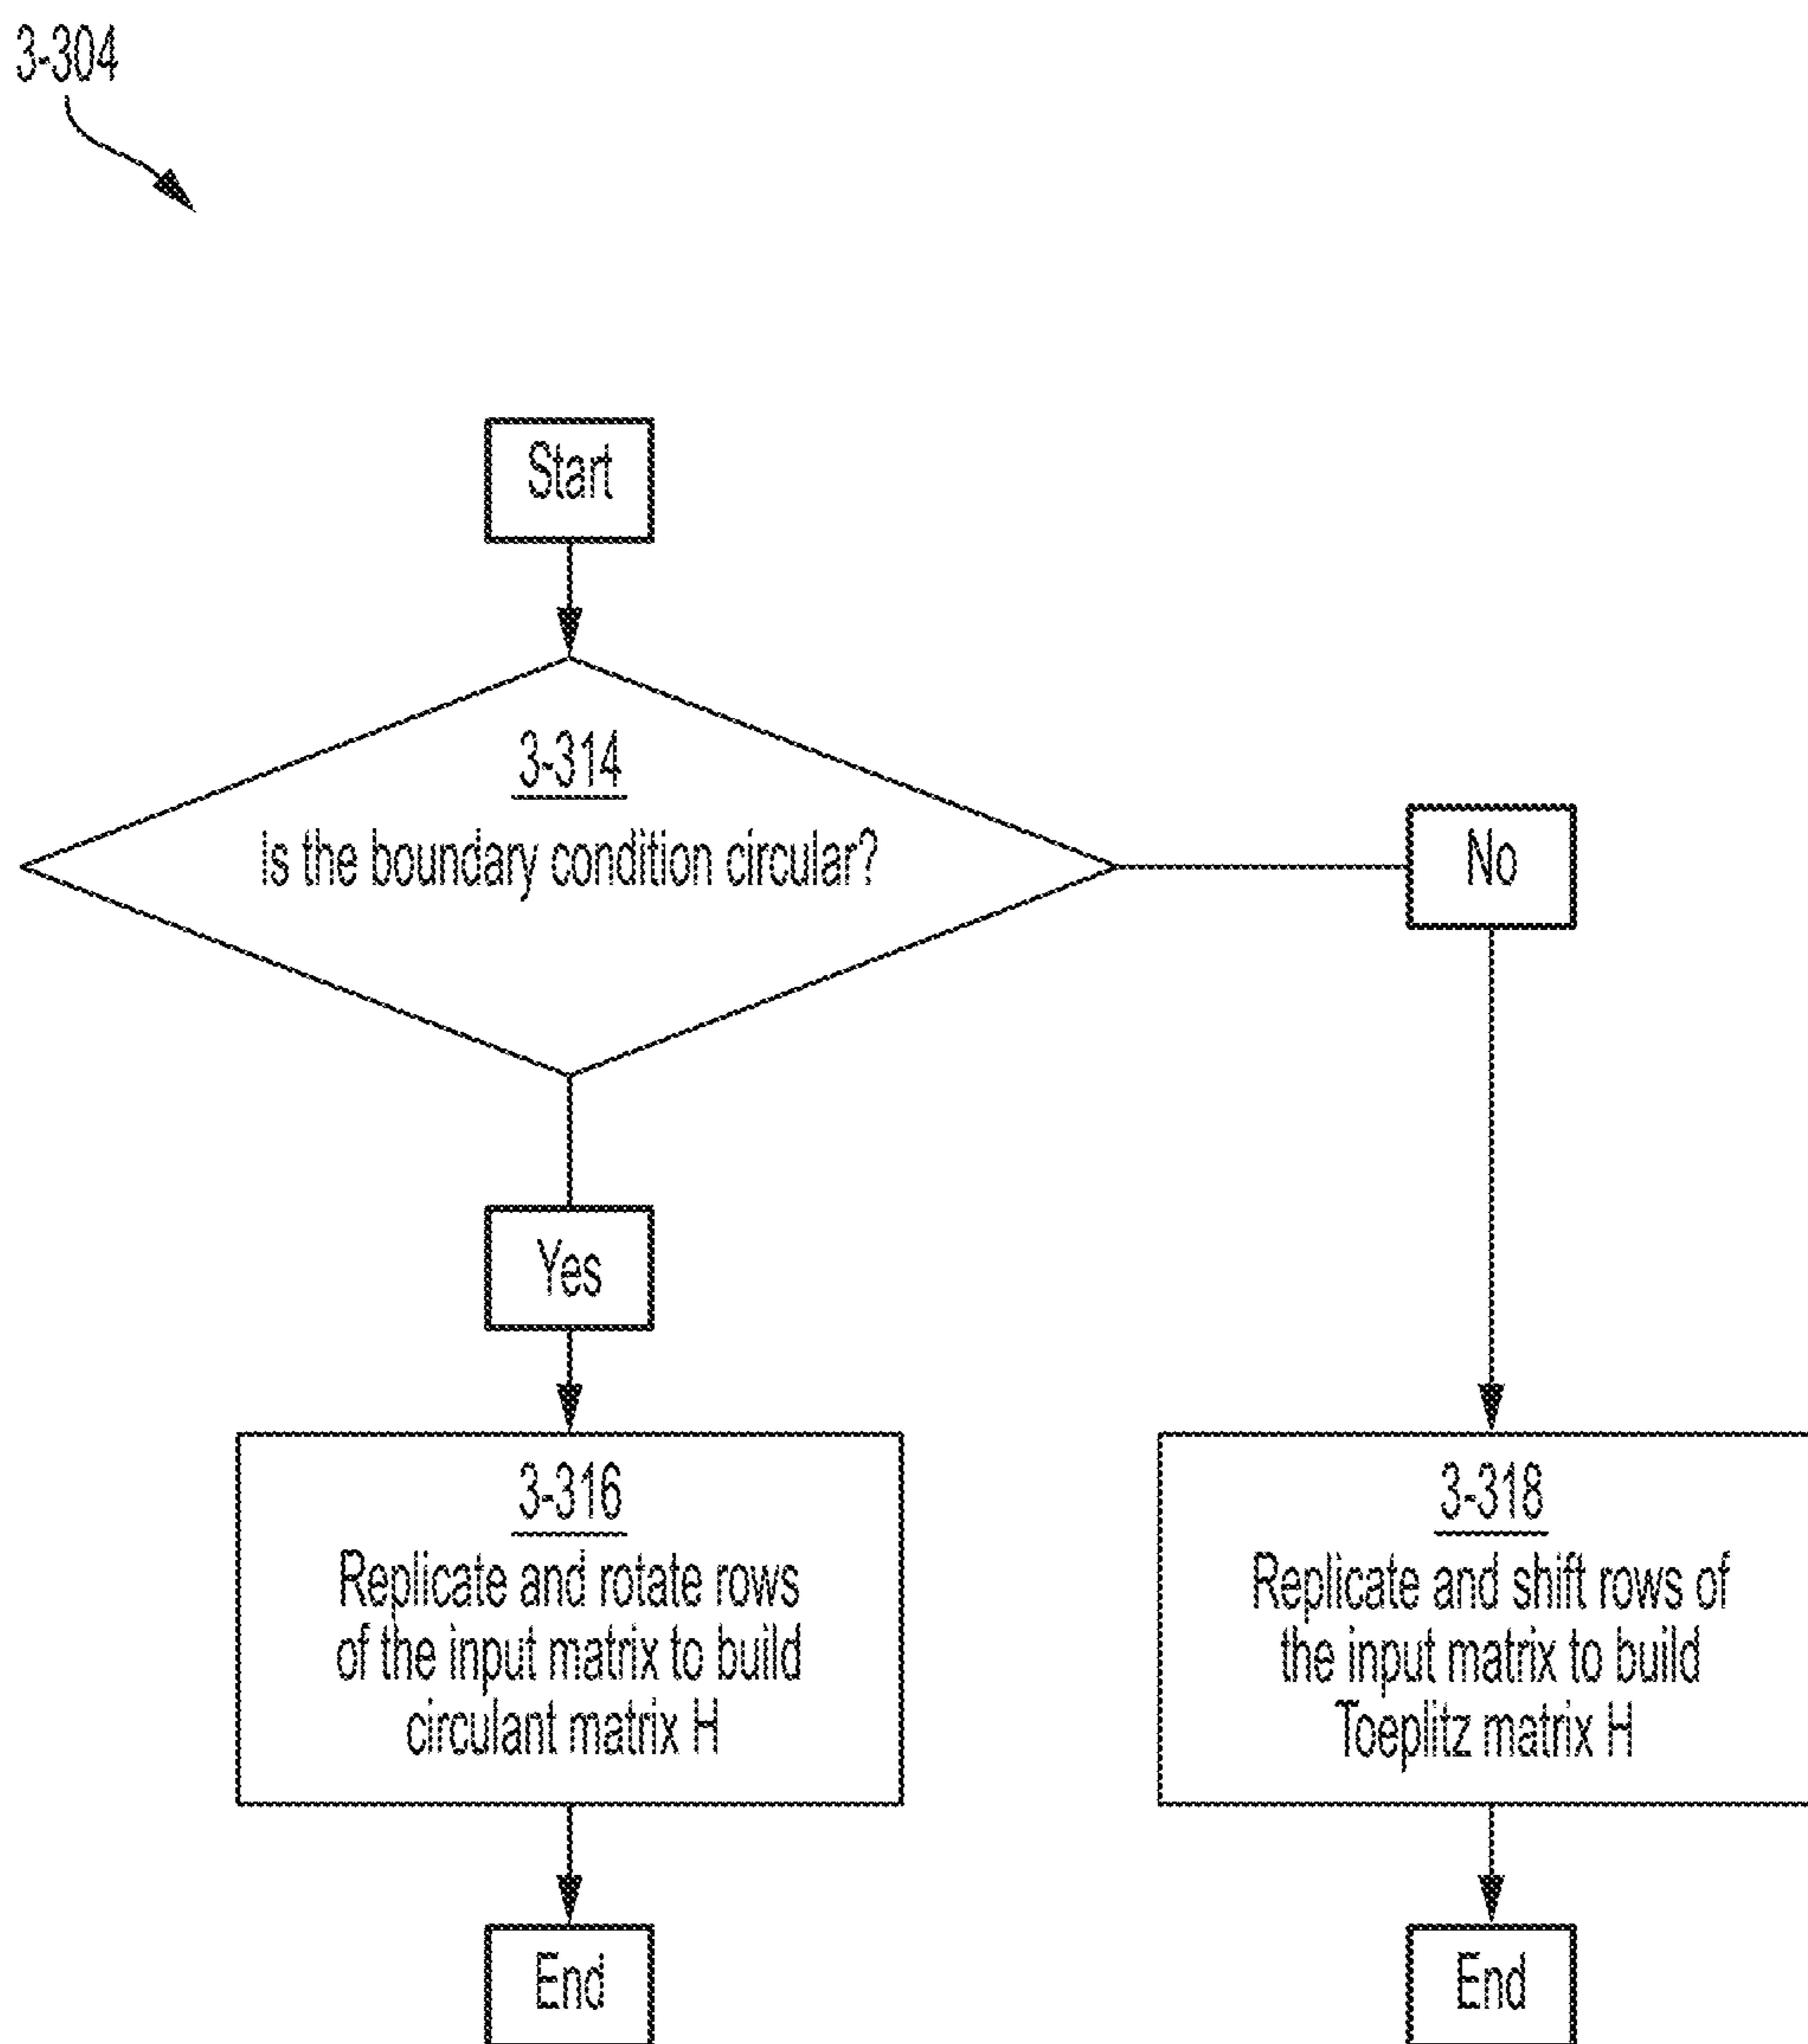 3-304
Start
3-314
Is the boundary condition circular?
No
Yes
3-316
Replicate and rotate rows
of the input matrix to build
circulant matrix H
3-318
Replicate and shift rows of
the input matrix to build
Toeplitz matrix H
End
End